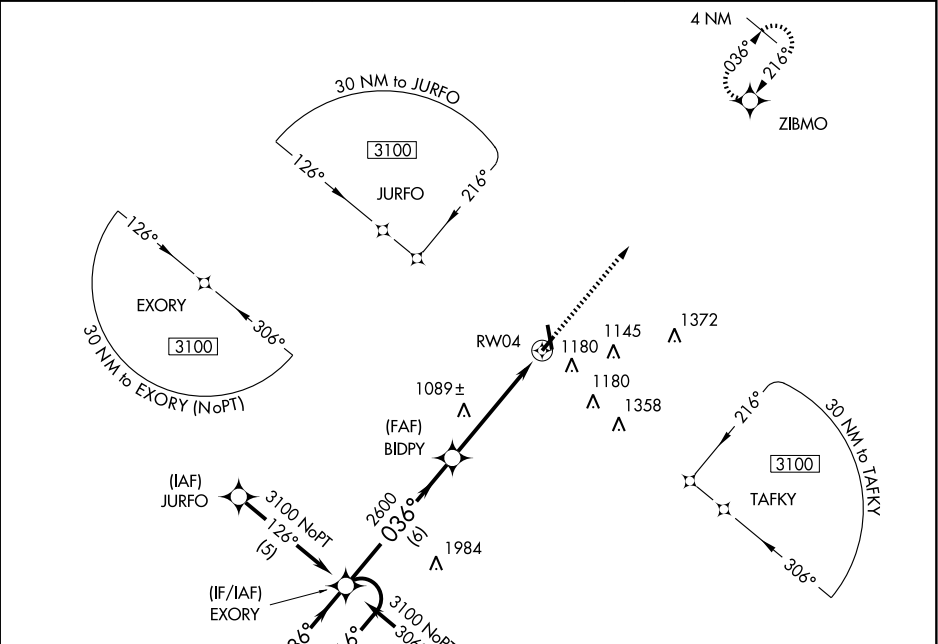 4 NM
036°
216°
ZIBMO
30 NM to JURFO
3100
JURFO
126°
216°
126°
EXORY
306°
3100
30 NM to EXORY (NoPT)
RW04
1180
1145
1372
1180
1358
1089±
(FAF)
BIDPY
216°
30 NM to TAFKY
3100
TAFKY
306°
(IAF)
JURFO
3100 NoPT
126°
(5)
2600
036°
(6)
1984
(IF/IAF)
EXORY
3100 NoPT